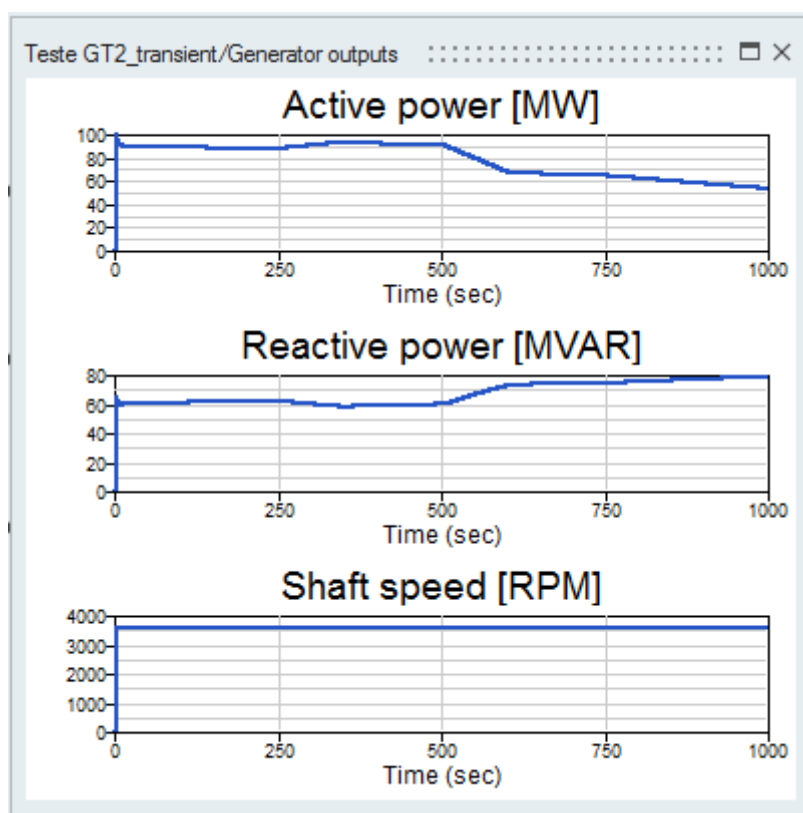 Teste GT2_transient/Generator outputs
Active power [MW]
100
80
60
40
20
0
0 250 500 750 1000
Time (sec)
Reactive power [MVAR]
80
60
40
20
0
0 250 500 750 1000
Time (sec)
Shaft speed [RPM]
4000
3000
2000
1000
0
0 250 500 750 1000
Time (sec)